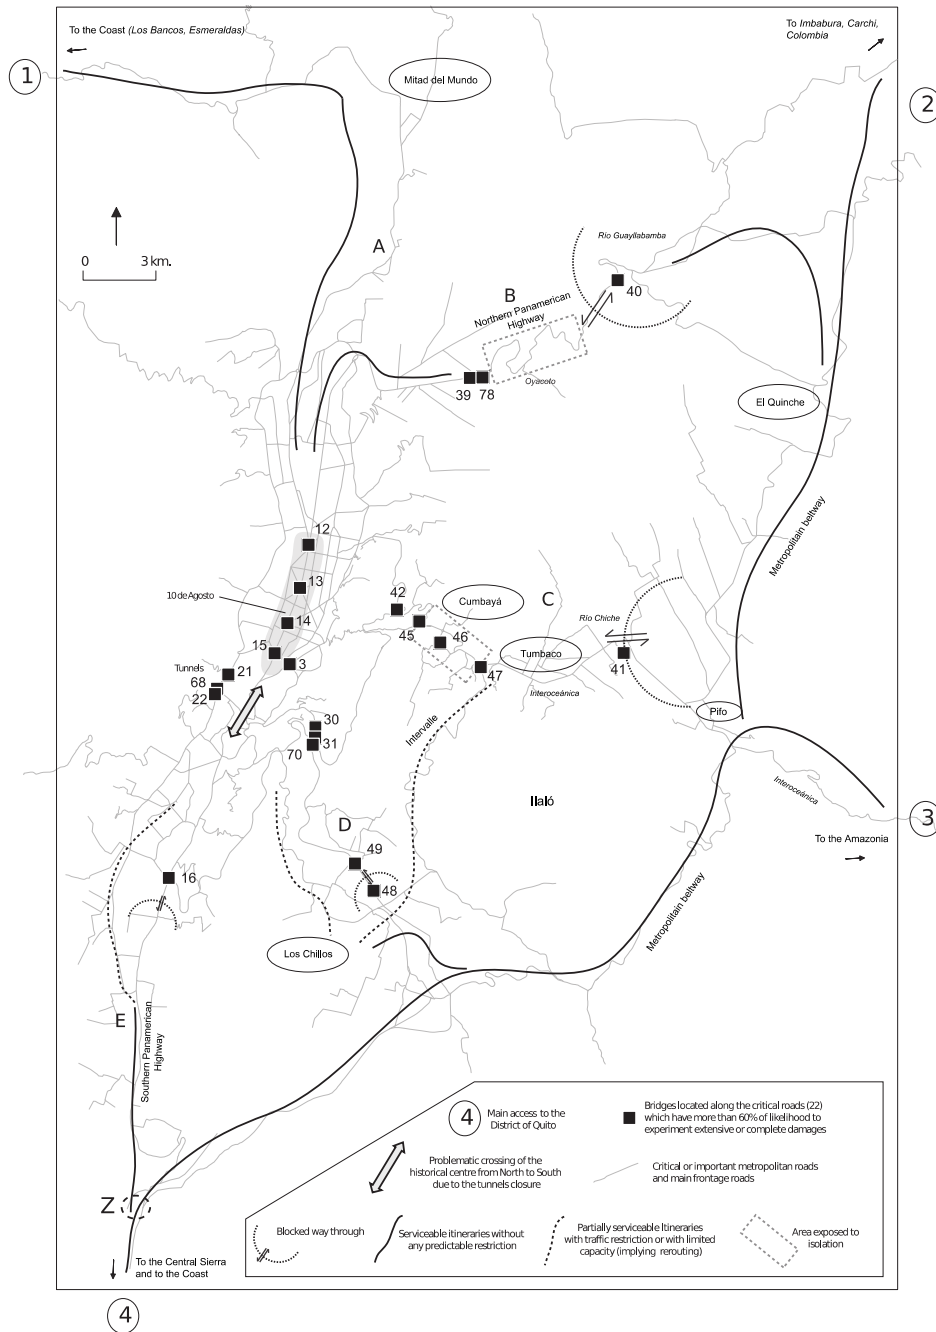 To the Coast (Los Bancos, Esmeraldas)
To Imbabura, Carchi,
Colombia
1
Mitad del Mundo
2
A
0 3 km.
Río Guayllabamba
B
40
Northern Panamerican
Highway
Oyacoto
39 78
El Quinche
Metropolitain beltway
12
13
10 de Agosto
14
15
3
42
Cumbayá
C
45
46
Río Chiche
Tumbaco
47
41
Interoceánica
Tunnels
21
68
22
30
31
70
Intervalle
Pifo
Ilaló
Interoceánica
3
To the Amazonia
D
49
48
16
Metropolitain beltway
Los Chillos
E
Southern Panamerican
Highway
Z
To the Central Sierra
and to the Coast
4
4
Main access to the
District of Quito
Bridges located along the critical roads (22)
which have more than 60% of likelihood to
experiment extensive or complete damages
Problematic crossing of the
historical centre from North to South
due to the tunnels closure
Critical or important metropolitan roads
and main frontage roads
Blocked way through
Serviceable itineraries without
any predictable restriction
Partially serviceable Itineraries
with traffic restriction or with limited
capacity (implying rerouting)
Area exposed to
isolation